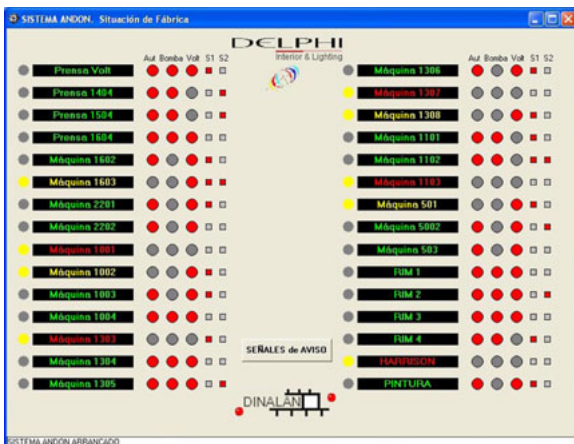 SISTEMA ANDON. Situación de Fábrica
DELPHI
Interior & Lighting
Aut Bomba Volt S1 S2
Prensa Volt
Prensa 1404
Prensa 1504
Prensa 1604
Máquina 1602
Máquina 1603
Máquina 2201
Máquina 2202
Máquina 1001
Máquina 1002
Máquina 1003
Máquina 1004
Máquina 1303
Máquina 1304
Máquina 1305
Aut Bomba Volt S1 S2
Máquina 1306
Máquina 1307
Máquina 1308
Máquina 1101
Máquina 1102
Máquina 1103
Máquina 501
Máquina 5002
Máquina 503
RIM 1
RIM 2
RIM 3
RIM 4
HARRISON
PINTURA
SEÑALES de AVISO
DINALAN
SISTEMA ANDON ARRANCADO